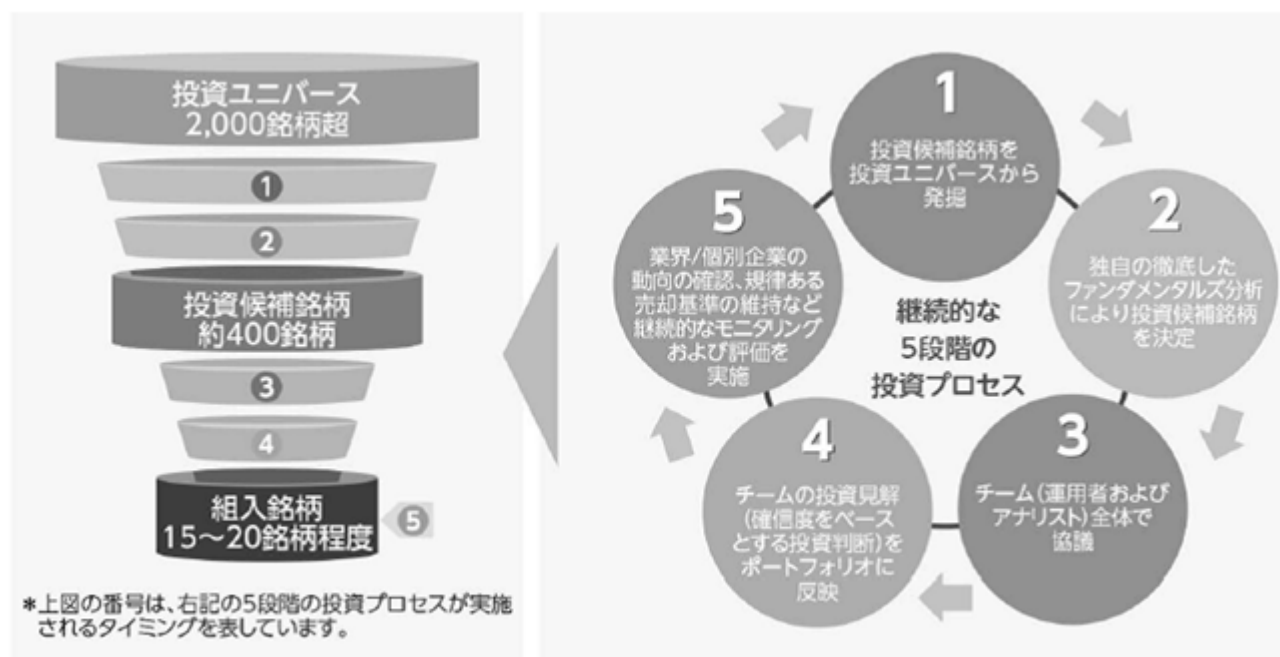 投資ユニバース
2,000銘柄超
1
2
投資候補銘柄
約400銘柄
3
4
組入銘柄
15～20銘柄程度
5
*上図の番号は、右記の5段階の投資プロセスが実施
されるタイミングを表しています。
1
投資候補銘柄を
投資ユニバースから
発掘
2
独自の徹底した
ファンダメンタルズ分析
により投資候補銘柄
を決定
3
チーム(運用者および
アナリスト)全体で
協議
4
チームの投資見解
(確信度をベース
とする投資判断)を
ポートフォリオに
反映
5
業界/個別企業の
動向の確認、規律ある
売却基準の維持など
継続的なモニタリング
および評価を
実施
継続的な
5段階の
投資プロセス